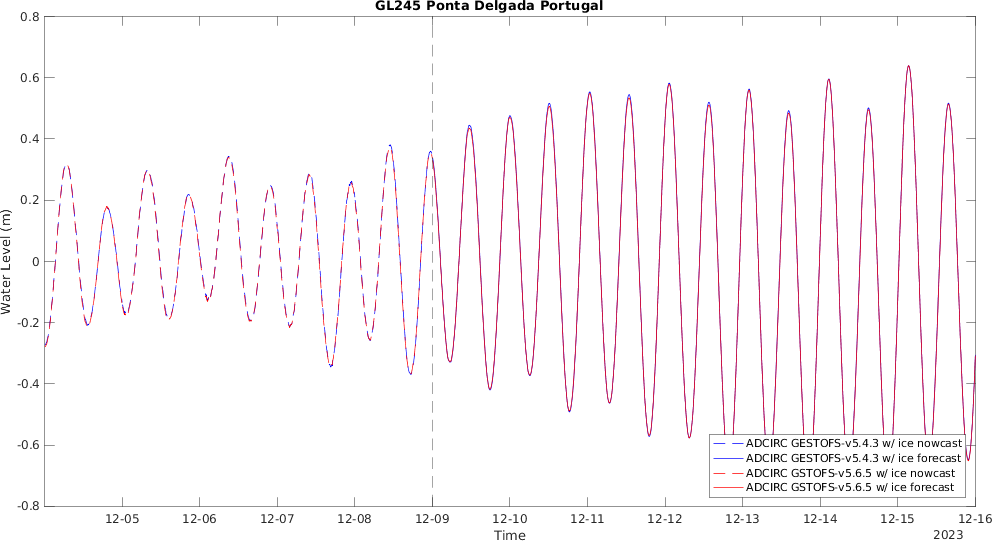 GL245 Ponta Delgada Portugal
0.8
0.6
0.4
0.2
0
-0.2
-0.4
-0.6
-0.8
Water Level (m)
ADCIRC GESTOFS-v5.4.3 w/ ice nowcast
ADCIRC GESTOFS-v5.4.3 w/ ice forecast
ADCIRC GSTOFS-v5.6.5 w/ ice nowcast
ADCIRC GSTOFS-v5.6.5 w/ ice forecast
12-05 12-06 12-07 12-08 12-09 12-10 12-11 12-12 12-13 12-14 12-15 12-16
Time
2023